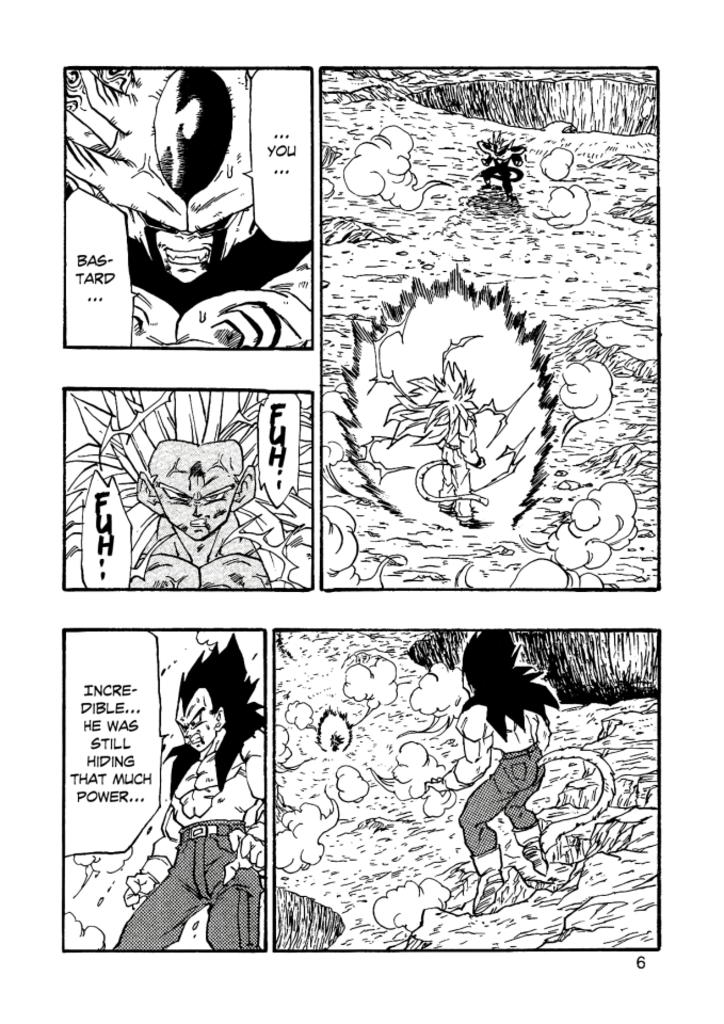 ...
YOU
...
BAS-
TARD
...
FUH!!
FUH!!
INCRE-
DIBLE...
HE WAS
STILL
HIDING
THAT MUCH
POWER...
6